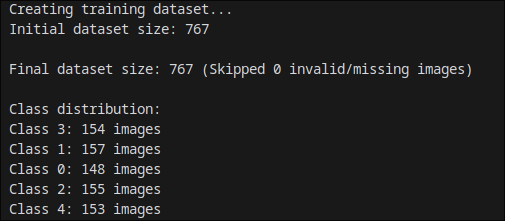 Creating training dataset...
Initial dataset size: 767
Final dataset size: 767 (Skipped 0 invalid/missing images)
Class distribution:
Class 3: 154 images
Class 1: 157 images
Class 0: 148 images
Class 2: 155 images
Class 4: 153 images